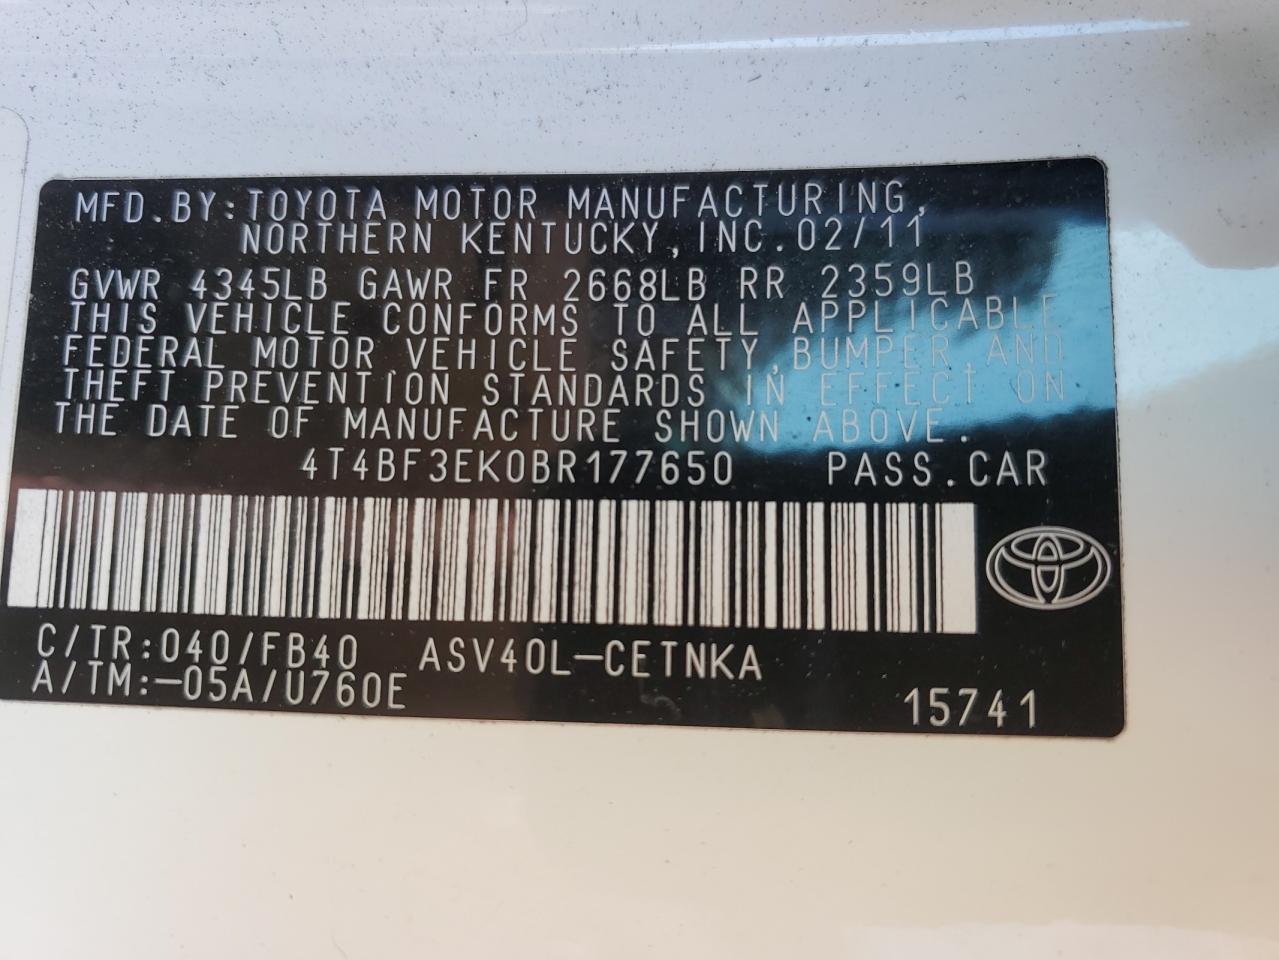 MFD.BY:TOYOTA MOTOR MANUFACTURING,
NORTHERN KENTUCKY,INC.02/11
GVWR 4345LB GAWR FR 2668LB RR 2359LB
THIS VEHICLE CONFORMS TO ALL APPLICABLE
FEDERAL MOTOR VEHICLE SAFETY,BUMPER,AND
THEFT PREVENTION STANDARDS IN EFFECT ON
THE DATE OF MANUFACTURE SHOWN ABOVE.
4T4BF3EK0BR177650 PASS.CAR
C/TR:040/FB40 ASV40L-CETNKA
A/TM:-05A/U760E 15741